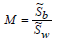 M = S̃_b / S̃_w